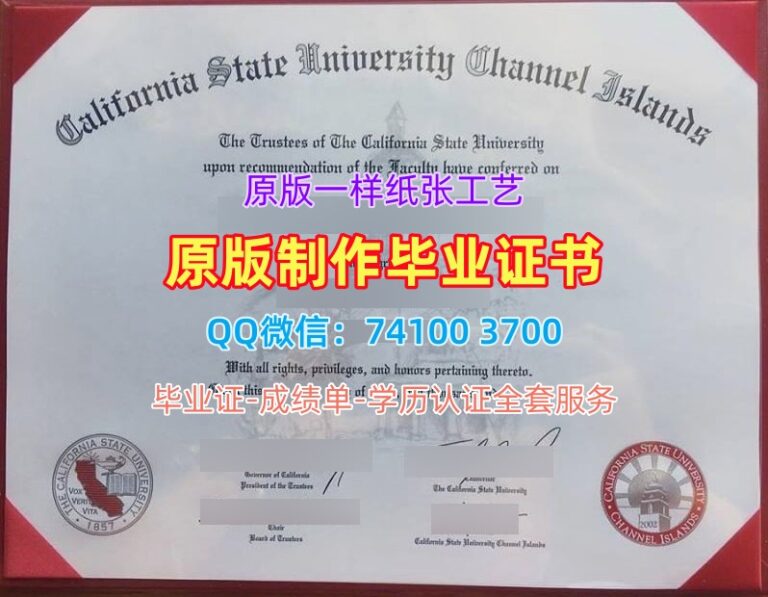 California State University Channel Islands
The Trustees of The California State University
upon recommendation of the Faculty have conferred on
原版一样纸张工艺
原版制作毕业证书
QQ微信：74100 3700
With all rights, privileges, and honors pertaining thereto.
this of
毕业证-成绩单-学历认证全套服务
Governor of California
President of the Trustees
The California State University
Chair
Board of Trustees
California State University Channel Islands
THE CALIFORNIA STATE UNIVERSITY
VOX
VERITAS
VITA
• 1857 •
CALIFORNIA STATE UNIVERSITY
2002
• CHANNEL ISLANDS •